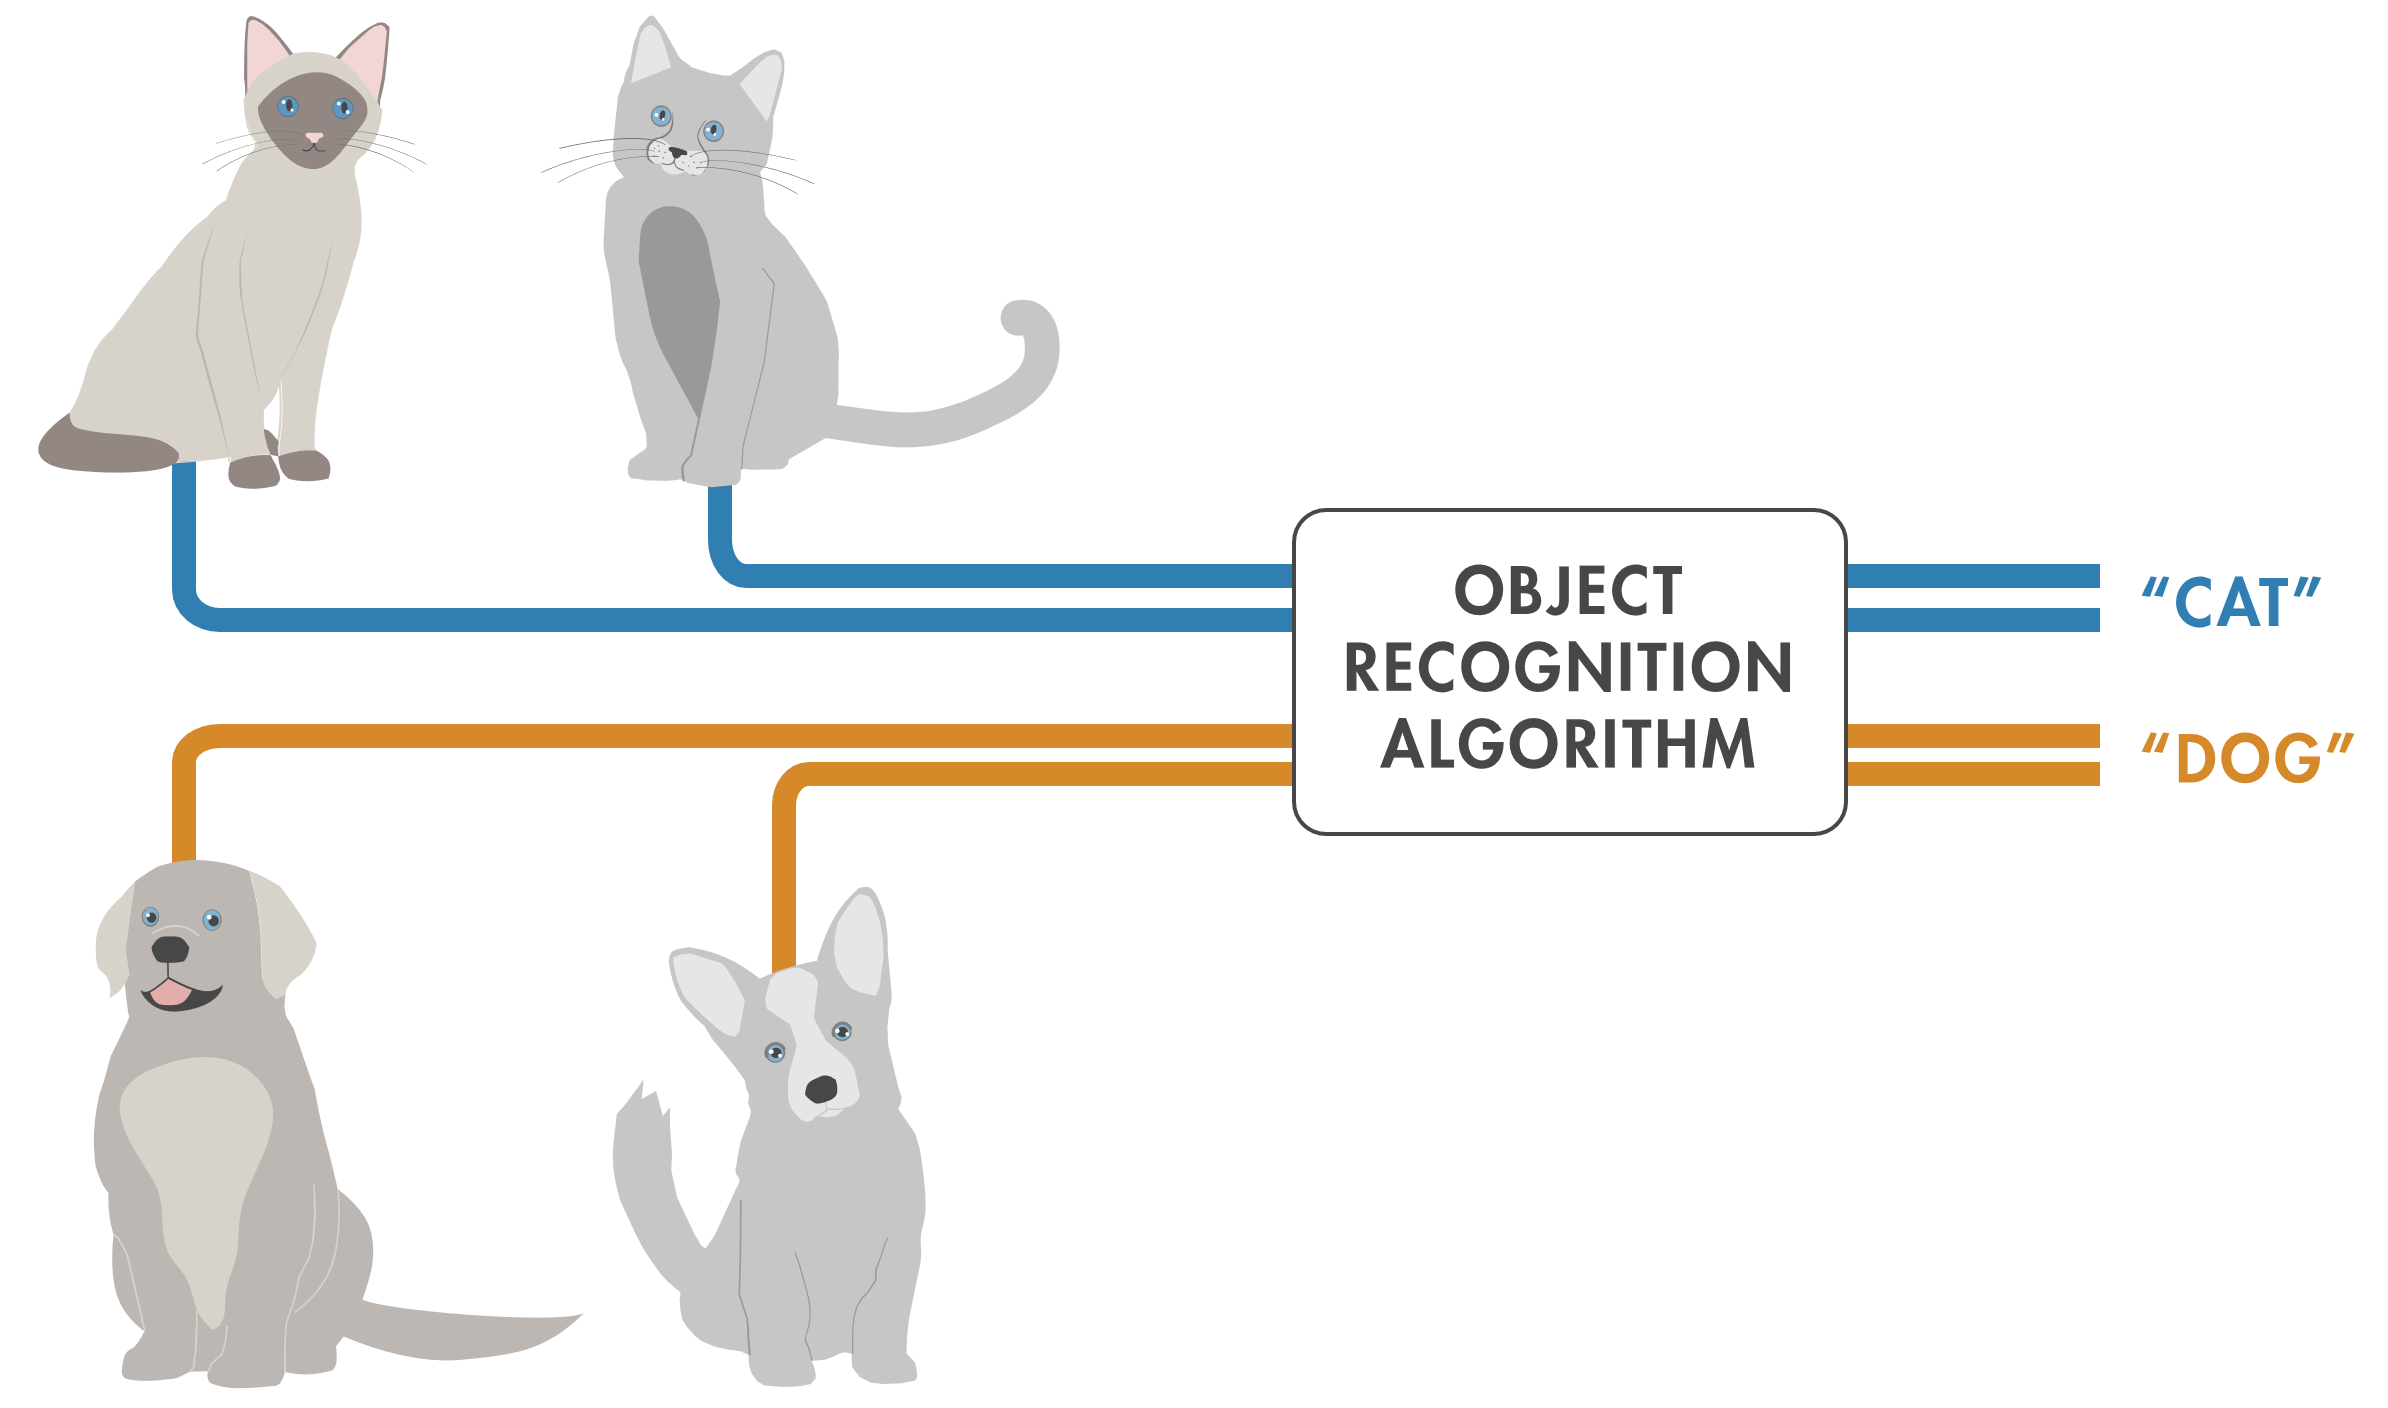 OBJECT
RECOGNITION
ALGORITHM
“CAT”
“DOG”